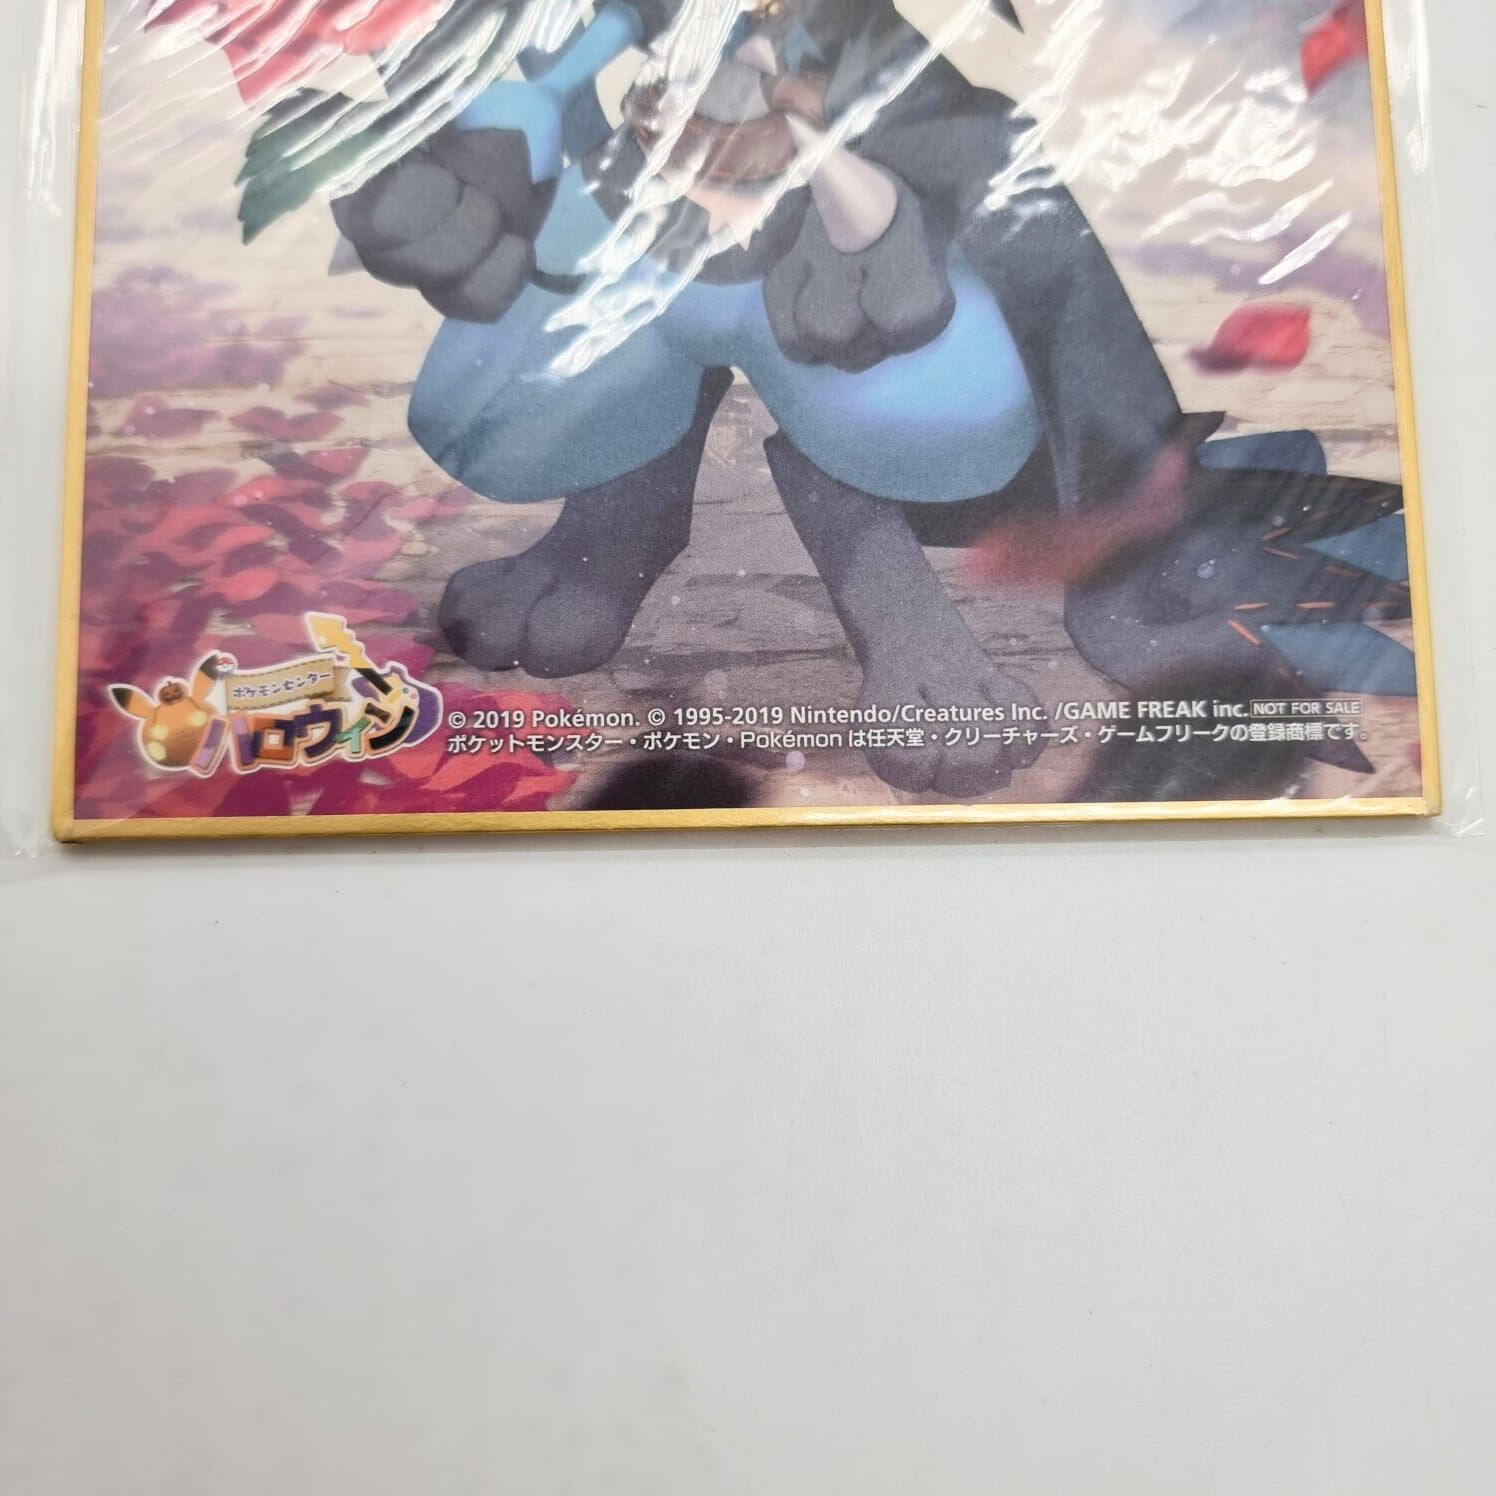 ポケモンセンター
ハロウィン
© 2019 Pokémon. © 1995-2019 Nintendo/Creatures Inc. /GAME FREAK inc. NOT FOR SALE
ポケットモンスター・ポケモン・Pokémon は任天堂・クリーチャーズ・ゲームフリークの登録商標です。